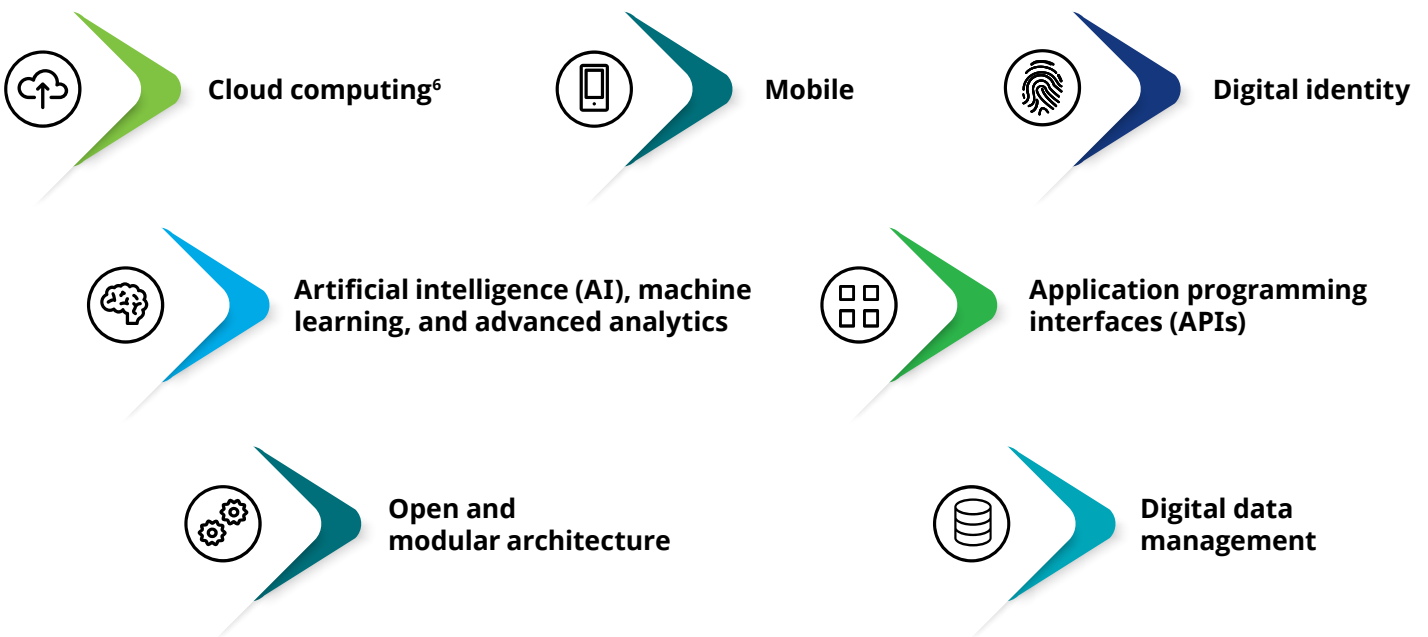 Cloud computing⁶
Mobile
Digital identity
Artificial intelligence (AI), machine
learning, and advanced analytics
Application programming
interfaces (APIs)
Open and
modular architecture
Digital data
management